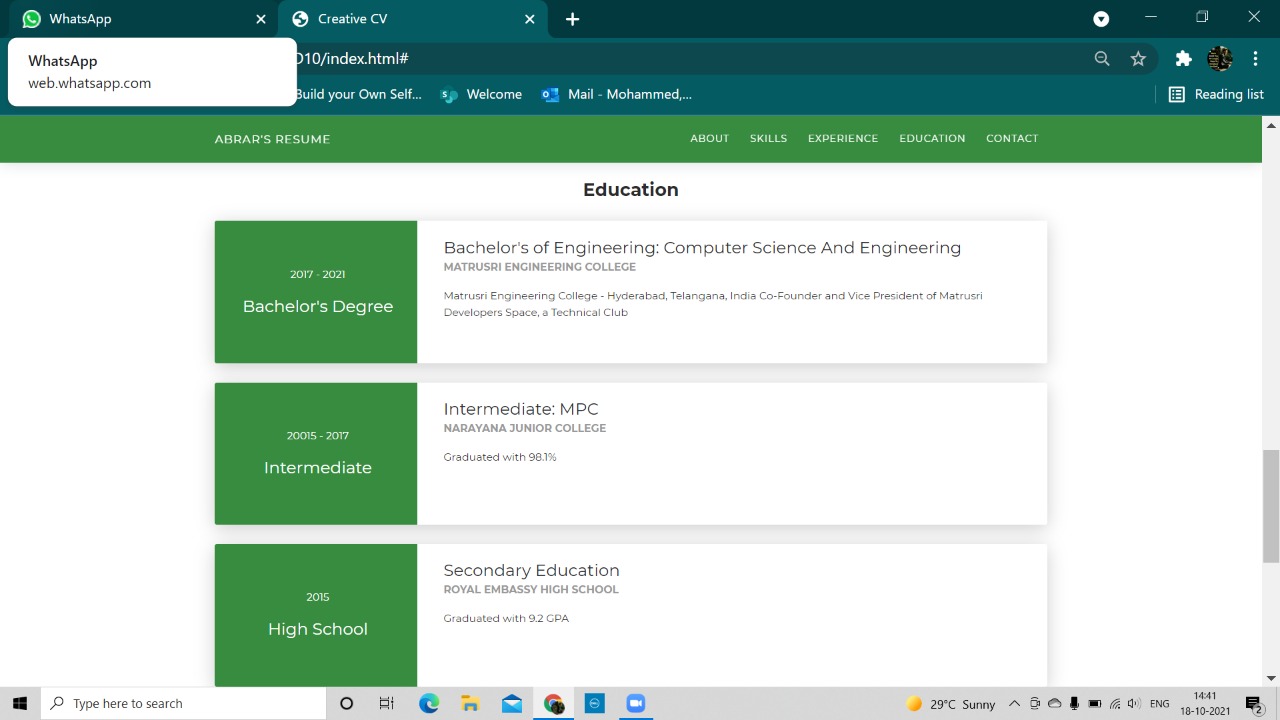 WhatsApp
Creative CV
WhatsApp
web.whatsapp.com
010/index.html#
Build your Own Self...
Welcome
Mail - Mohammed,...
Reading list
ABRAR'S RESUME
ABOUT
SKILLS
EXPERIENCE
EDUCATION
CONTACT
Education
2017 - 2021
Bachelor's Degree
Bachelor's of Engineering: Computer Science And Engineering
MATRUSRI ENGINEERING COLLEGE
Matrusri Engineering College - Hyderabad, Telangana, India Co-Founder and Vice President of Matrusri
Developers Space, a Technical Club
20015 - 2017
Intermediate
Intermediate: MPC
NARAYANA JUNIOR COLLEGE
Graduated with 98.1%
2015
High School
Secondary Education
ROYAL EMBASSY HIGH SCHOOL
Graduated with 9.2 GPA
Type here to search
29°C Sunny
ENG
14:41
18-10-2021
2